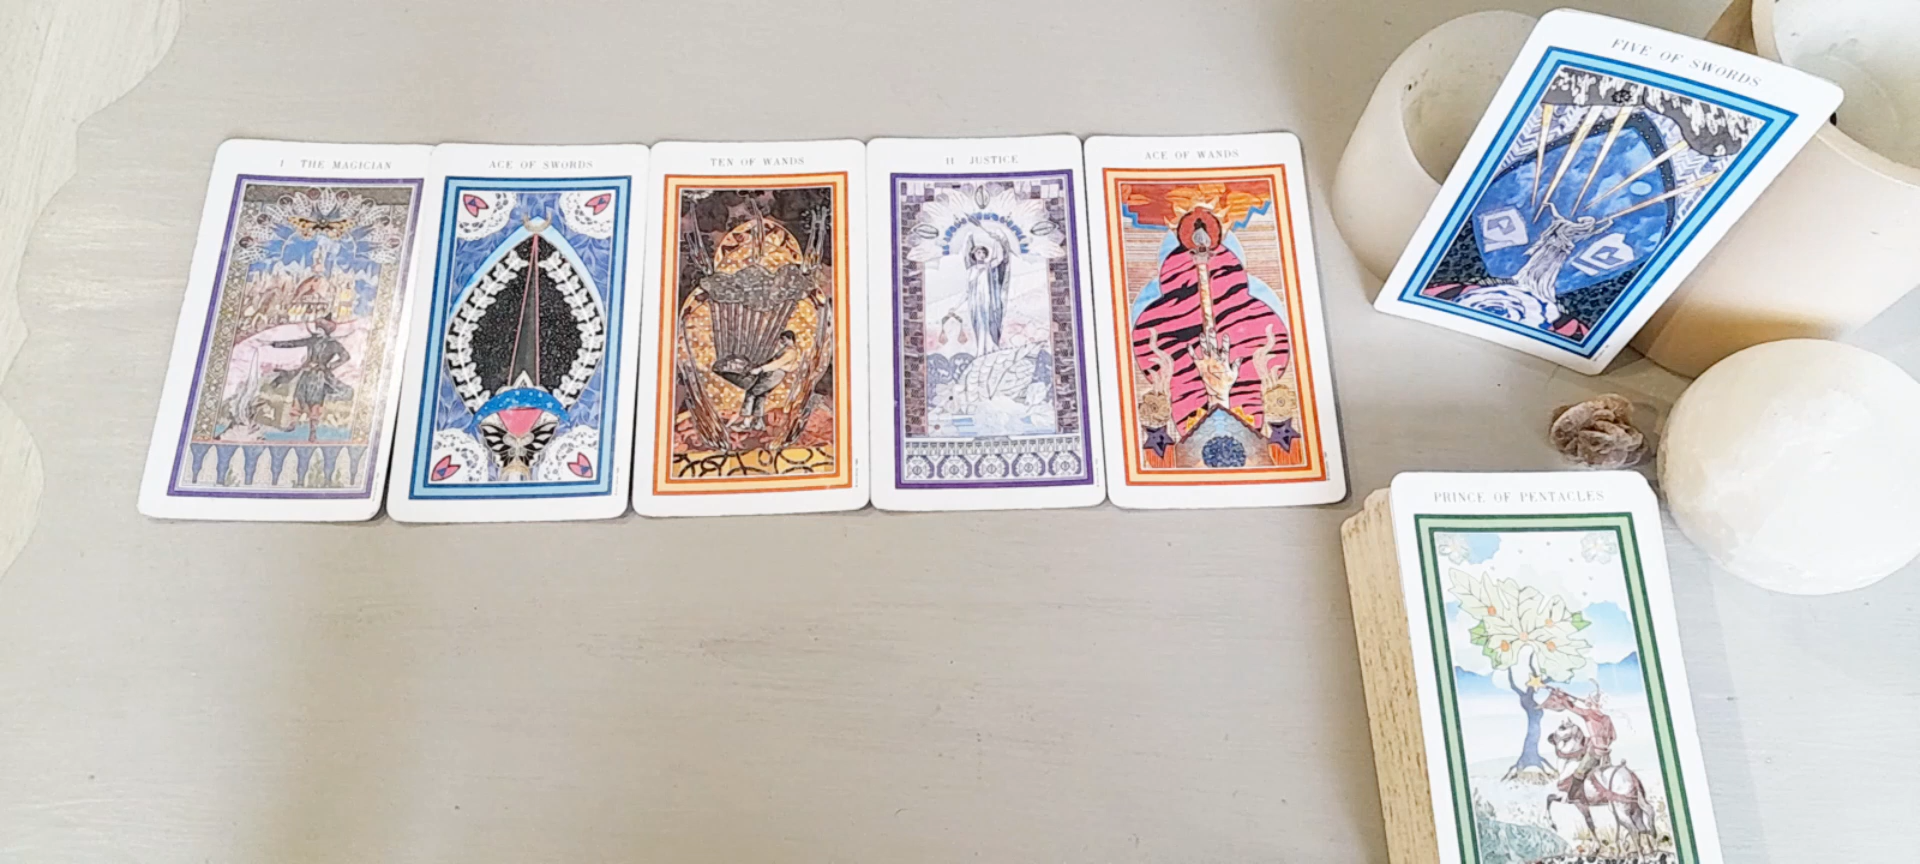 I THE MAGICIAN
ACE OF SWORDS
TEN OF WANDS
II JUSTICE
ACE OF WANDS
FIVE OF SWORDS
PRINCE OF PENTACLES